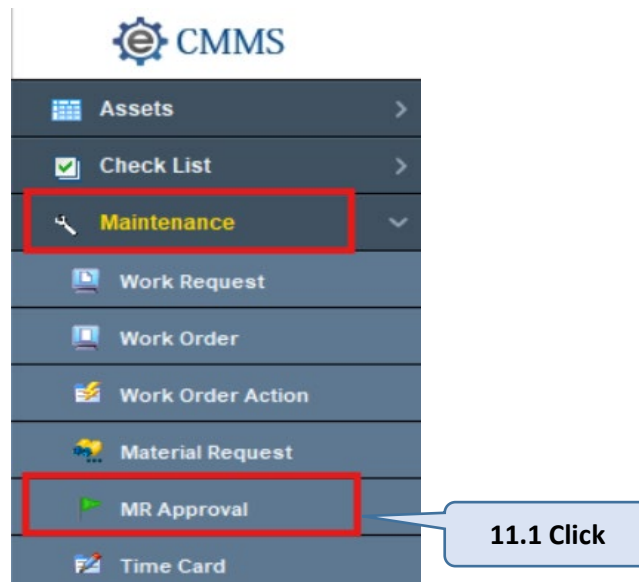 e CMMS
Assets
Check List
Maintenance
Work Request
Work Order
Work Order Action
Material Request
MR Approval
11.1 Click
Time Card